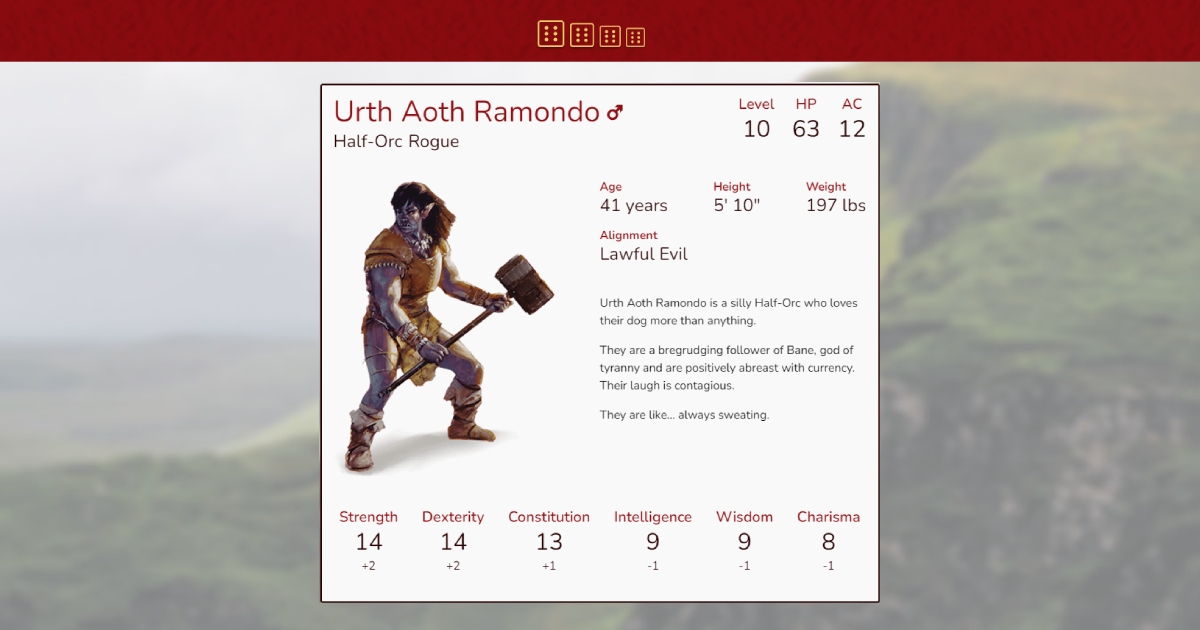 Urth Aoth Ramondo ♂
Half-Orc Rogue
Level HP AC
10 63 12
Age Height Weight
41 years 5' 10" 197 lbs
Alignment
Lawful Evil
Urth Aoth Ramondo is a silly Half-Orc who loves
their dog more than anything.
They are a bregrudging follower of Bane, god of
tyranny and are positively abreast with currency.
Their laugh is contagious.
They are like... always sweating.
Strength Dexterity Constitution Intelligence Wisdom Charisma
14 14 13 9 9 8
+2 +2 +1 -1 -1 -1